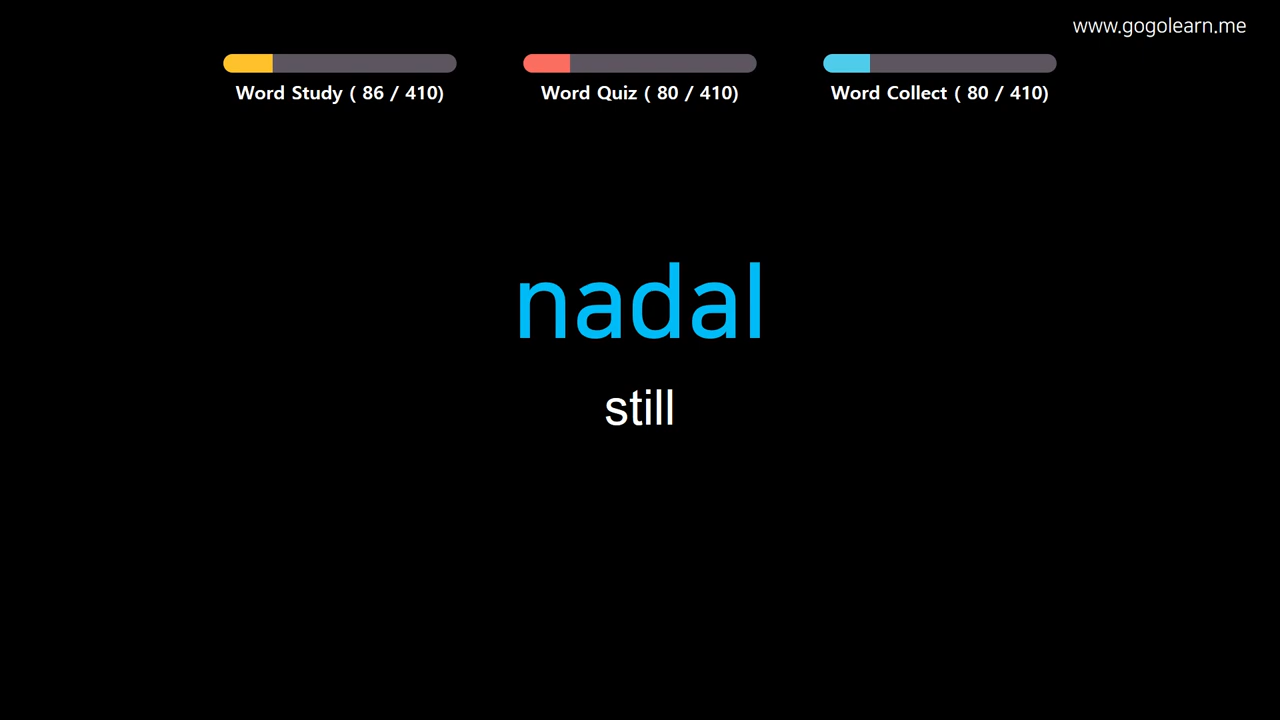 www.gogolearn.me
Word Study ( 86 / 410)
Word Quiz ( 80 / 410)
Word Collect ( 80 / 410)
nadal
still